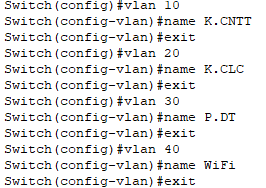 Switch(config)#vlan 10
Switch(config-vlan)#name K.CNTT
Switch(config-vlan)#exit
Switch(config)#vlan 20
Switch(config-vlan)#name K.CLC
Switch(config-vlan)#exit
Switch(config)#vlan 30
Switch(config-vlan)#name P.DT
Switch(config-vlan)#exit
Switch(config)#vlan 40
Switch(config-vlan)#name WiFi
Switch(config-vlan)#exit